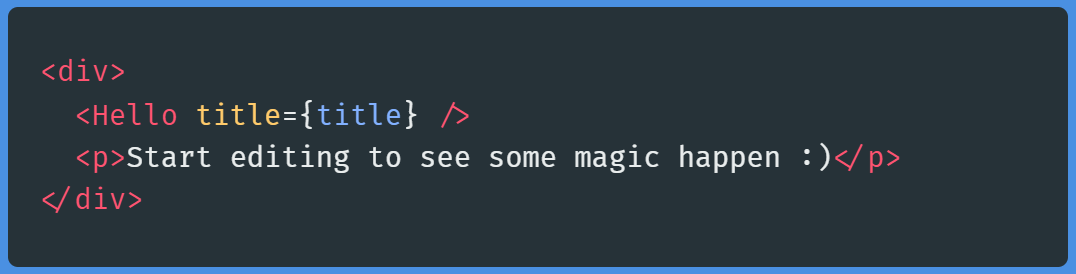 <div>
  <Hello title={title} />
  <p>Start editing to see some magic happen :)</p>
</div>